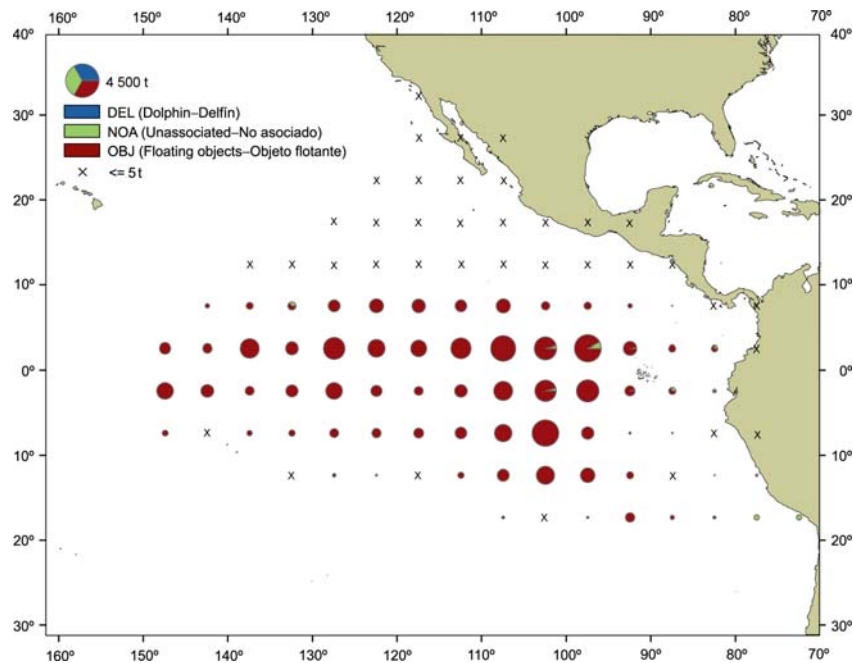 160º 150º 140º 130º 120º 110º 100º 90º 80º 70º
40º 40º
4 500 t
DEL (Dolphin–Delfín)
30º 30º
NOA (Unassociated–No asociado)
OBJ (Floating objects–Objeto flotante)
x <= 5 t
20º 20º
10º 10º
0º 0º
10º 10º
20º 20º
30º 30º
160º 150º 140º 130º 120º 110º 100º 90º 80º 70º